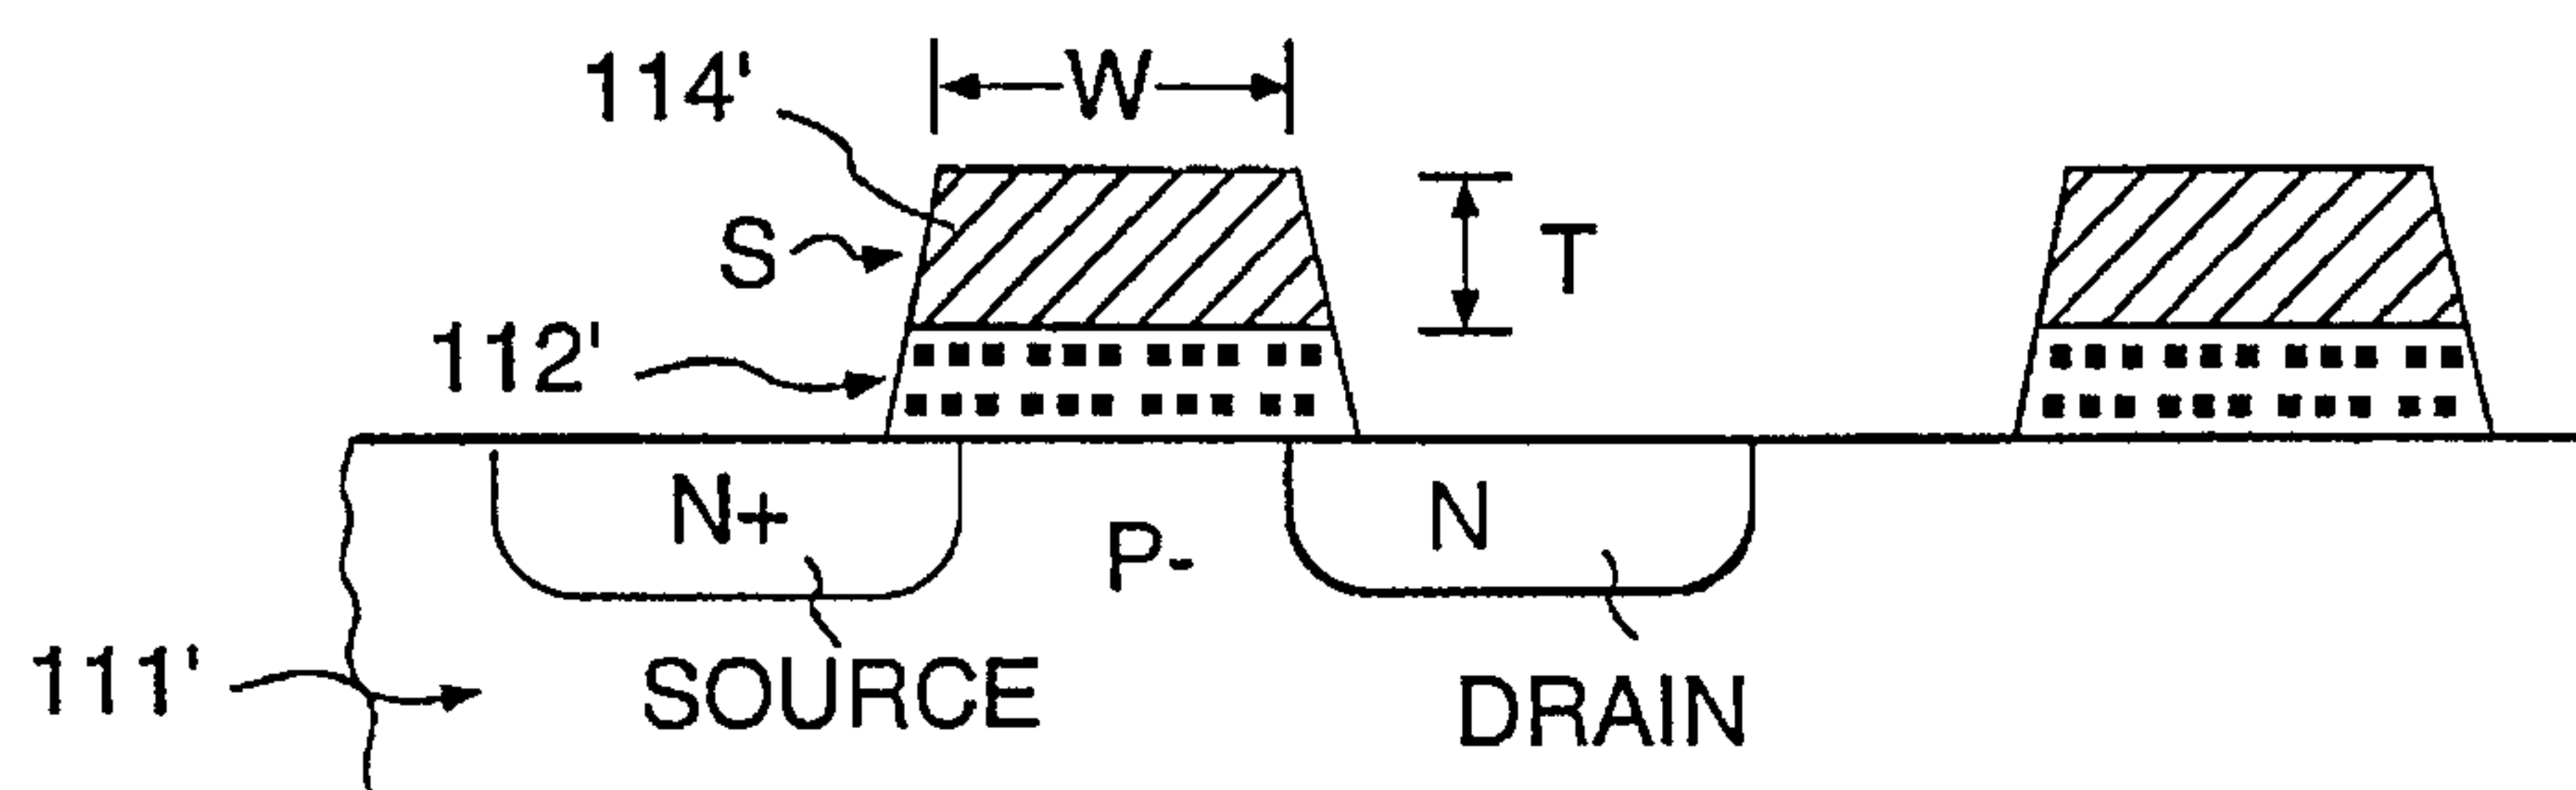 114'
W
S
T
112'
N+
P-
N
111'
SOURCE
DRAIN